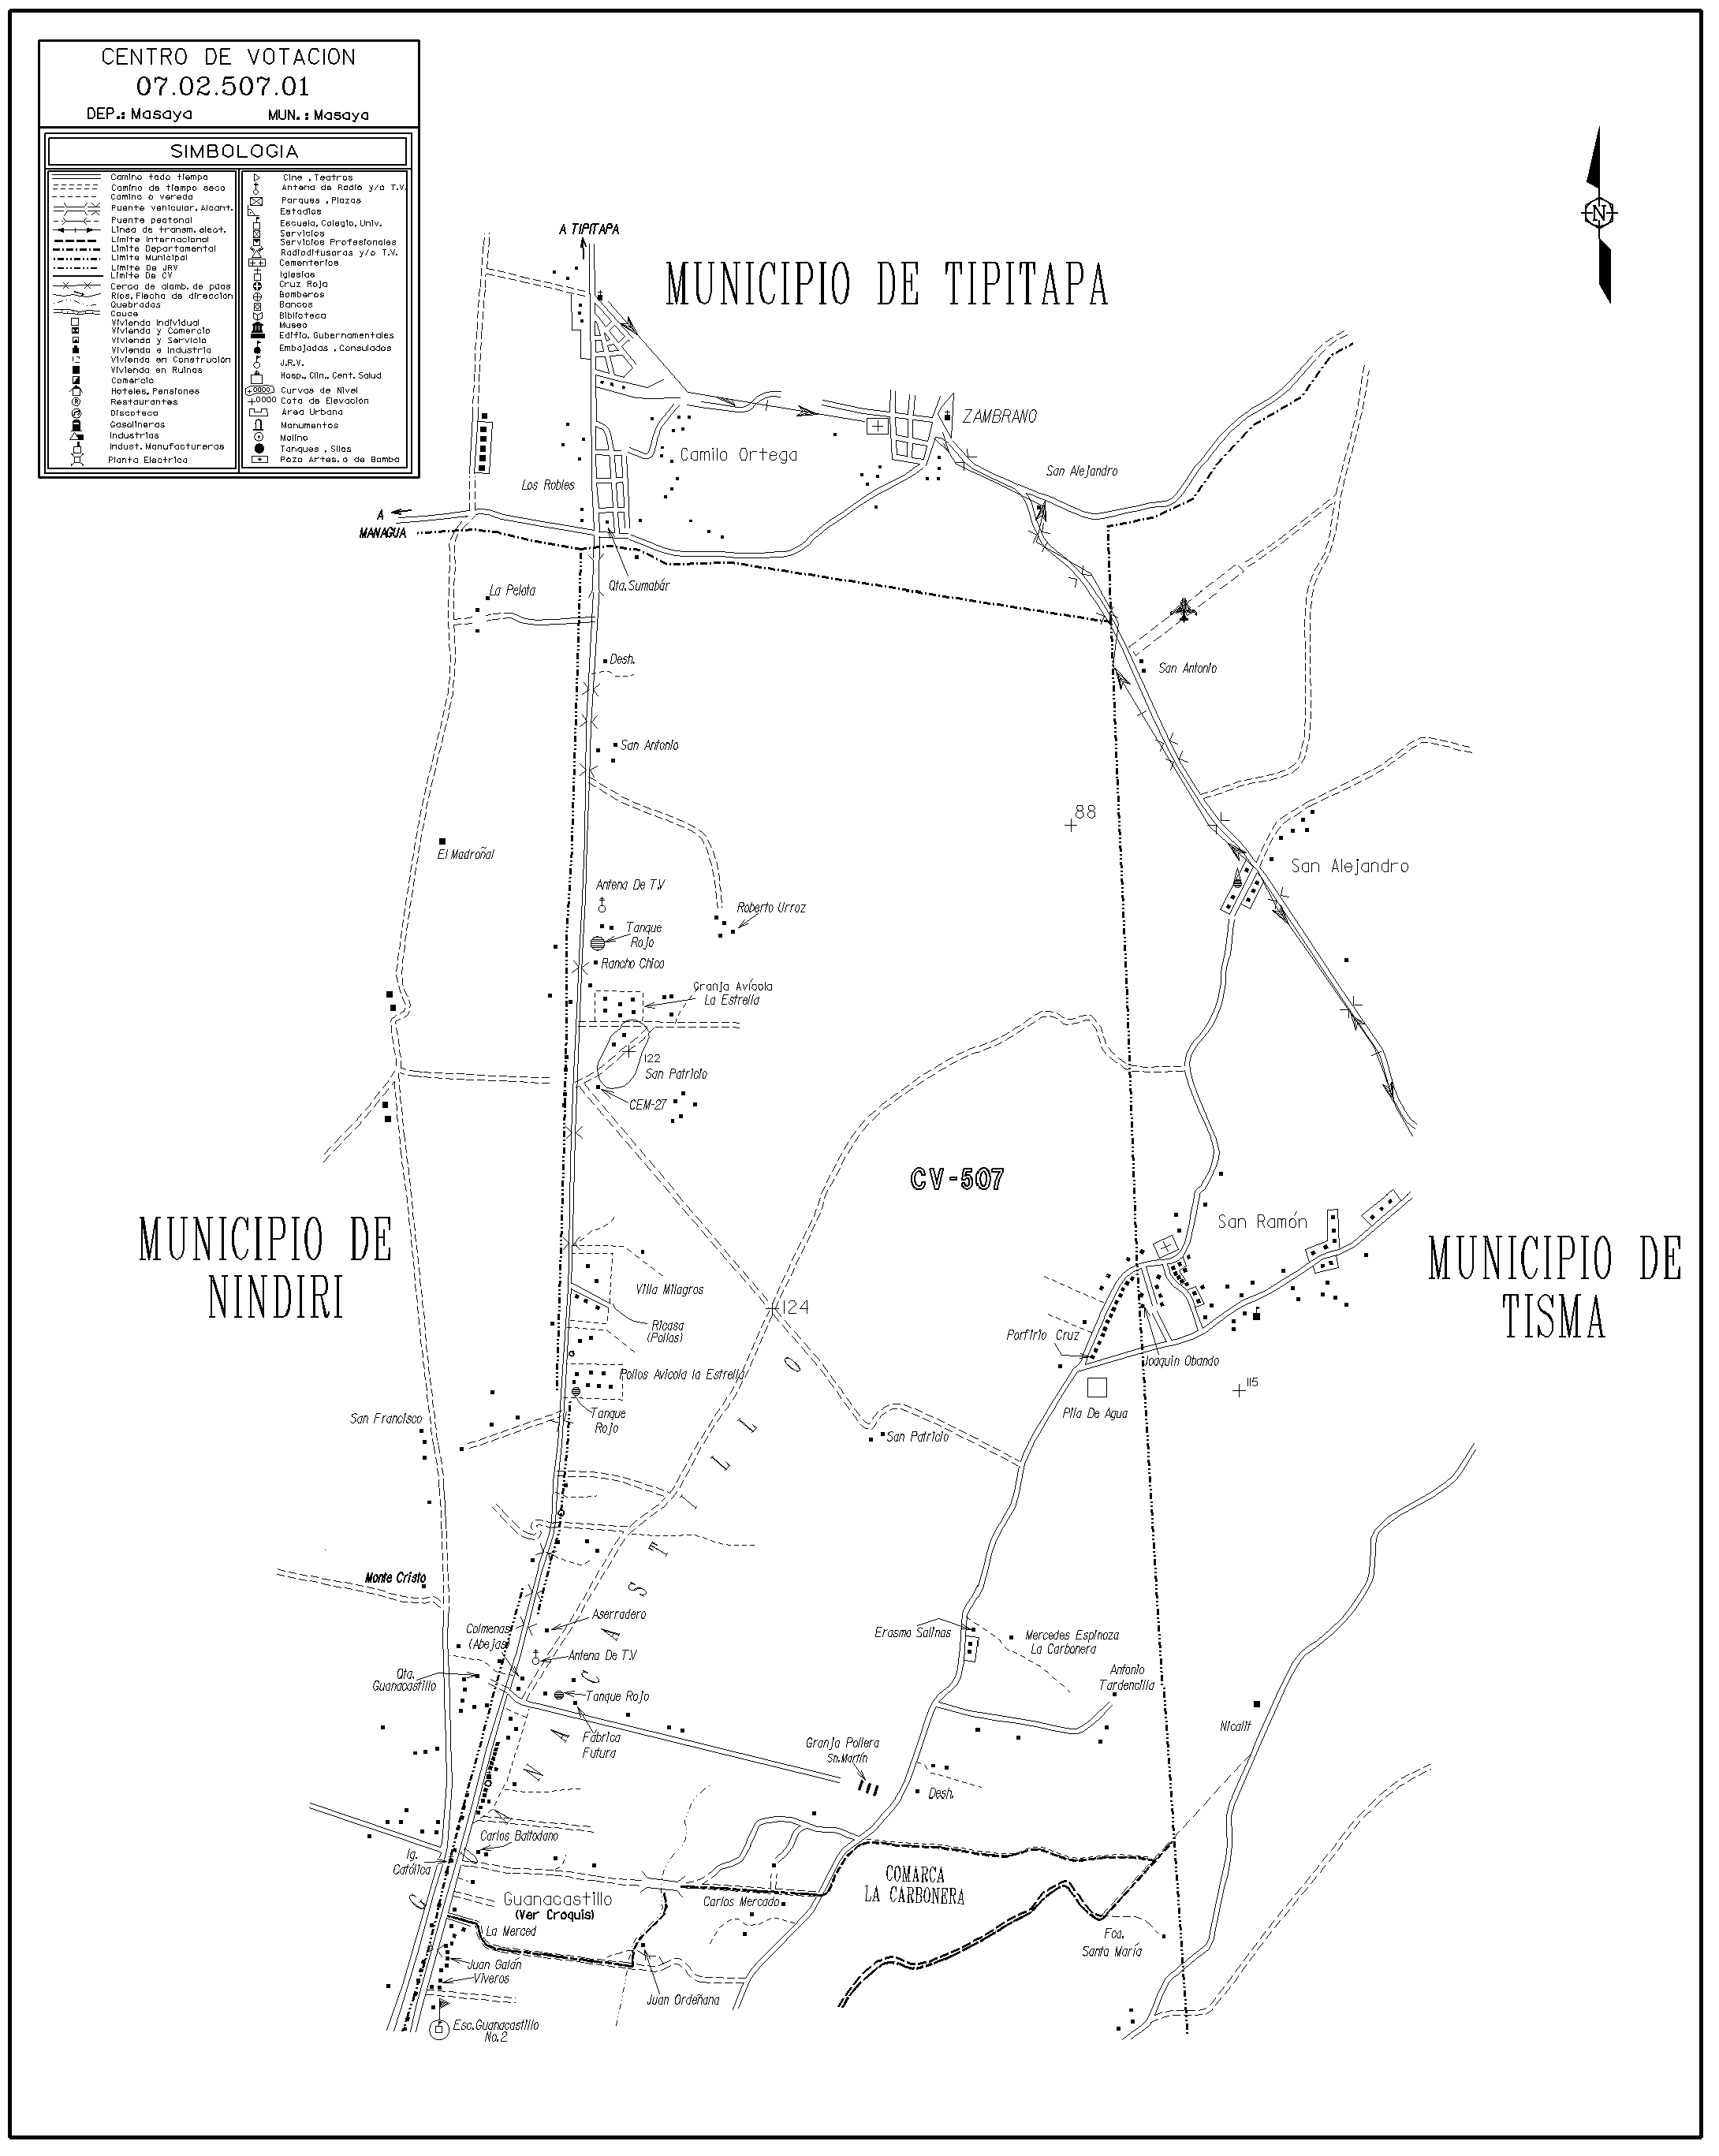 CENTRO DE VOTACION
07.02.507.01
DEP.: Masaya MUN.: Masaya
SIMBOLOGIA
Camino todo tiempo
Camino de tiempo seco
Camino o vereda
Puente vehicular, Alcant.
Puente peatonal
Linea de transm. elect.
Limite Internacional
Limite Departamental
Limite Municipal
Limite De JRV
Limite De CV
Cerca de alamb. de puas
Rios, Flecha de dirección
Quebradas
Cauce
Vivienda Individual
Vivienda y Comercio
Vivienda y Servicio
Vivienda e Industria
Vivienda en Construción
Vivienda en Ruinas
Comercio
Hoteles, Pensiones
Restaurantes
Discoteca
Gasolineras
Industrias
Indust. Manufactureras
Planta Electrica
Cine , Teatros
Antena de Radio y/o T.V.
Parques , Plazas
Estadios
Escuela, Colegio, Univ.
Servicios
Servicios Profesionales
Radiodifusoras y/o T.V.
Cementerios
Iglesias
Cruz Roja
Bomberos
Bancos
Biblioteca
Museo
Edific. Gubernamentales
Embajadas , Consulados
J.R.V.
Hosp., Clin., Cent. Salud
Curvas de Nivel
Cota de Elevación
Area Urbana
Monumentos
Molino
Tanques , Silos
Pozo Artes. o de Bomba
N
A TIPITAPA
MUNICIPIO DE TIPITAPA
ZAMBRANO
Camilo Ortega
San Alejandro
Los Robles
A
MANAGUA
Qta. Sumabár
La Pelota
Desh.
San Antonio
San Antonio
88
El Madroñal
San Alejandro
Antena De T.V
Roberto Urroz
Tanque
Rojo
Rancho Chico
Granja Avícola
La Estrella
122
San Patricio
CEM-27
CV-507
MUNICIPIO DE
NINDIRI
San Ramón
MUNICIPIO DE
TISMA
Villa Milagros
124
Ricasa
(Pollos)
Porfirio Cruz
Joaquin Obando
Pollos Avicola la Estrella
115
Pila De Agua
Tanque
Rojo
San Francisco
San Patricio
GUANACASTILLO
Monte Cristo
Aserradero
Colmenas
(Abejas)
Erasmo Salinas
Mercedes Espinoza
La Carbonera
Antena De T.V
Qta.
Guanacastillo
Antonio
Tardencilla
Tanque Rojo
Nicalit
Fábrica
Futura
Granja Pollera
Sn. Martín
Desh.
Carlos Baltodano
Ig.
Católica
COMARCA
LA CARBONERA
Guanacastillo
(Ver Croquis)
Carlos Mercado
La Merced
Fca.
Santa María
Juan Galan
Viveros
Juan Ordeñana
Esc. Guanacastillo
No.2